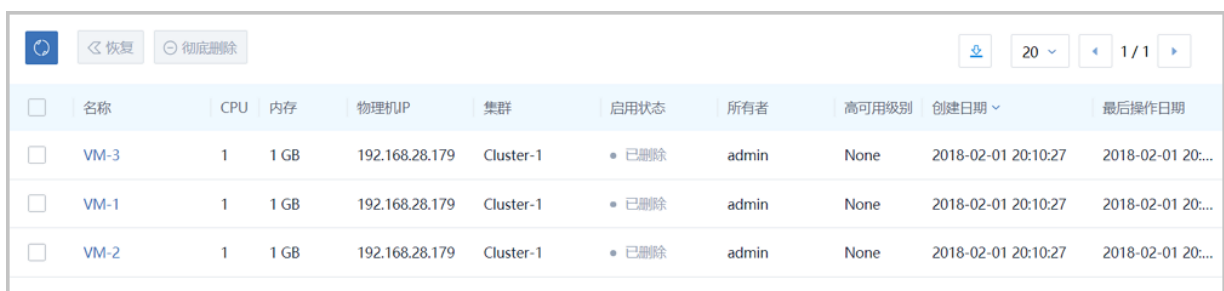 恢复 彻底删除 20 1 / 1
名称 CPU 内存 物理机IP 集群 启用状态 所有者 高可用级别 创建日期 最后操作日期
VM-3 1 1 GB 192.168.28.179 Cluster-1 已删除 admin None 2018-02-01 20:10:27 2018-02-01 20:...
VM-1 1 1 GB 192.168.28.179 Cluster-1 已删除 admin None 2018-02-01 20:10:27 2018-02-01 20:...
VM-2 1 1 GB 192.168.28.179 Cluster-1 已删除 admin None 2018-02-01 20:10:27 2018-02-01 20:...